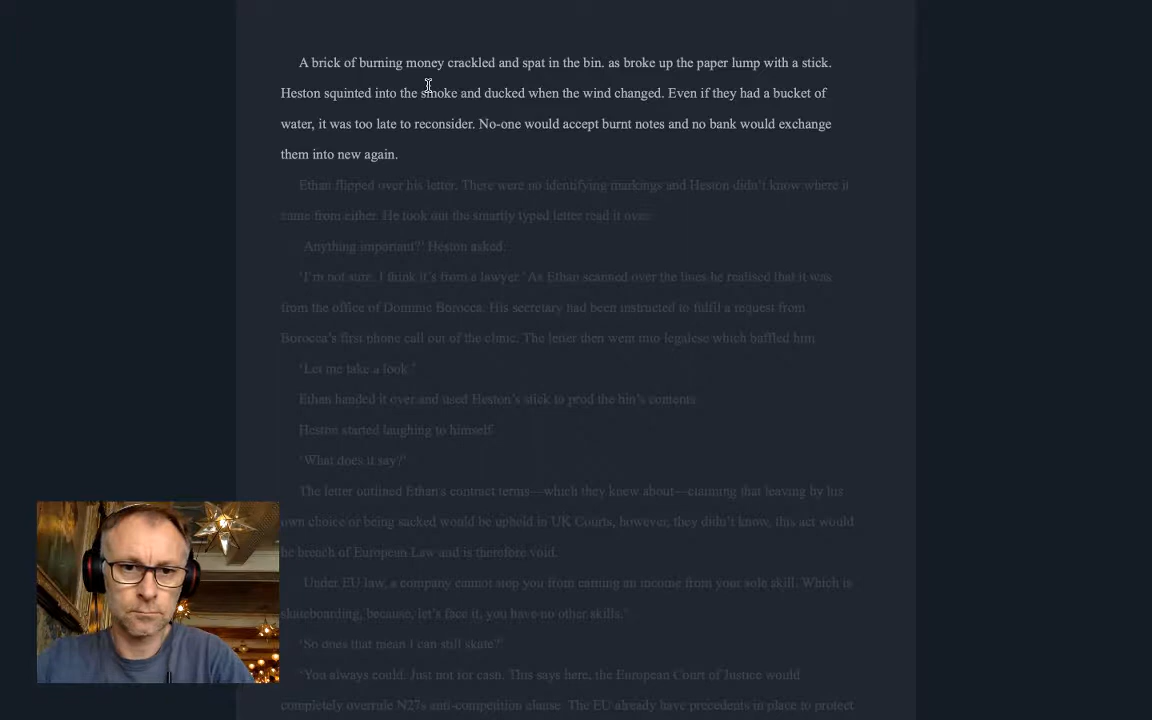 A brick of burning money crackled and spat in the bin. as broke up the paper lump with a stick.
Heston squinted into the smoke and ducked when the wind changed. Even if they had a bucket of
water, it was too late to reconsider. No-one would accept burnt notes and no bank would exchange
them into new again.
Ethan flipped over his letter. There were no identifying markings and Heston didn't know where it
came from either. He took out the smartly typed letter read it over.
'Anything important?' Heston asked.
'I'm not sure. I think it's from a lawyer.' As Ethan scanned over the lines he realised that it was
from the office of Dominic Borocca. His secretary had been instructed to fulfil a request from
Borocca's first phone call out of the clinic. The letter then went into legalese which baffled him.
'Let me take a look.'
Ethan handed it over and used Heston's stick to prod the bin's contents.
Heston started laughing to himself.
'What does it say?'
The letter outlined Ethan's contract terms—which they knew about—claiming that leaving by his
own choice or being sacked would be upheld in UK Courts, however, they didn't know, this act would
be breach of European Law and is therefore void.
'Under EU law, a company cannot stop you from earning an income from your sole skill. Which is
skateboarding, because, let's face it, you have no other skills.'
'So does that mean I can still skate?'
'You always could. Just not for cash. This says here, the European Court of Justice would
completely overrule N27s anti-competition clause. The EU already have precedents in place to protect